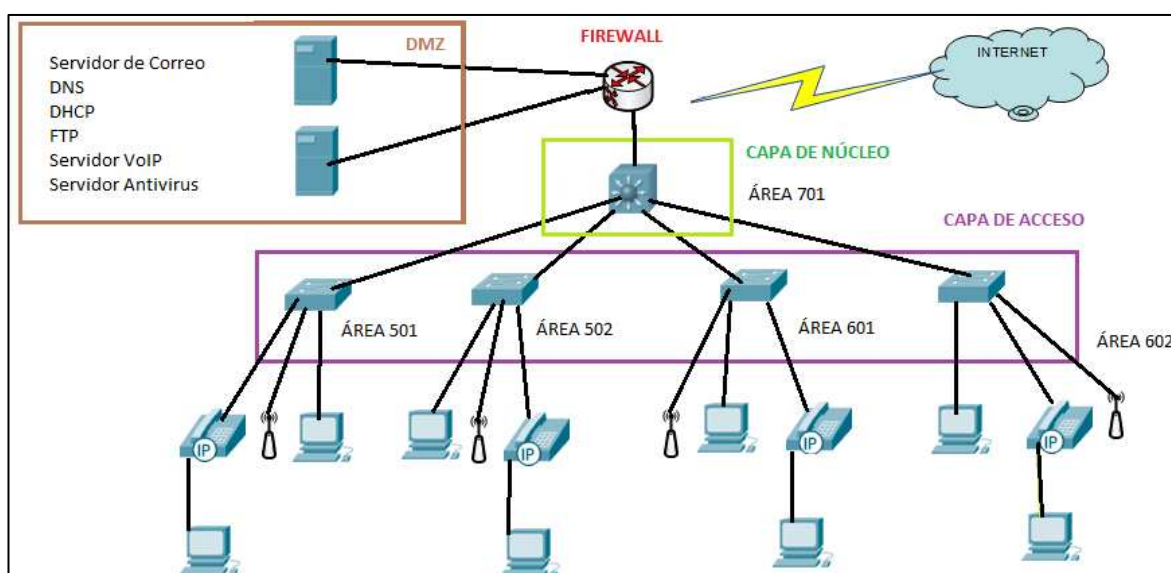 DMZ
Servidor de Correo
DNS
DHCP
FTP
Servidor VoIP
Servidor Antivirus
FIREWALL
INTERNET
CAPA DE NÚCLEO
ÁREA 701
CAPA DE ACCESO
ÁREA 501
ÁREA 502
ÁREA 601
ÁREA 602
IP
IP
IP
IP